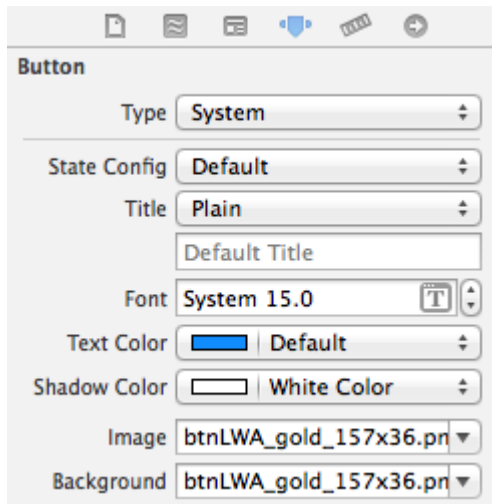 Button
Type System
State Config Default
Title Plain
Default Title
Font System 15.0 T
Text Color Default
Shadow Color White Color
Image btnLWA_gold_157x36.pn
Background btnLWA_gold_157x36.pn